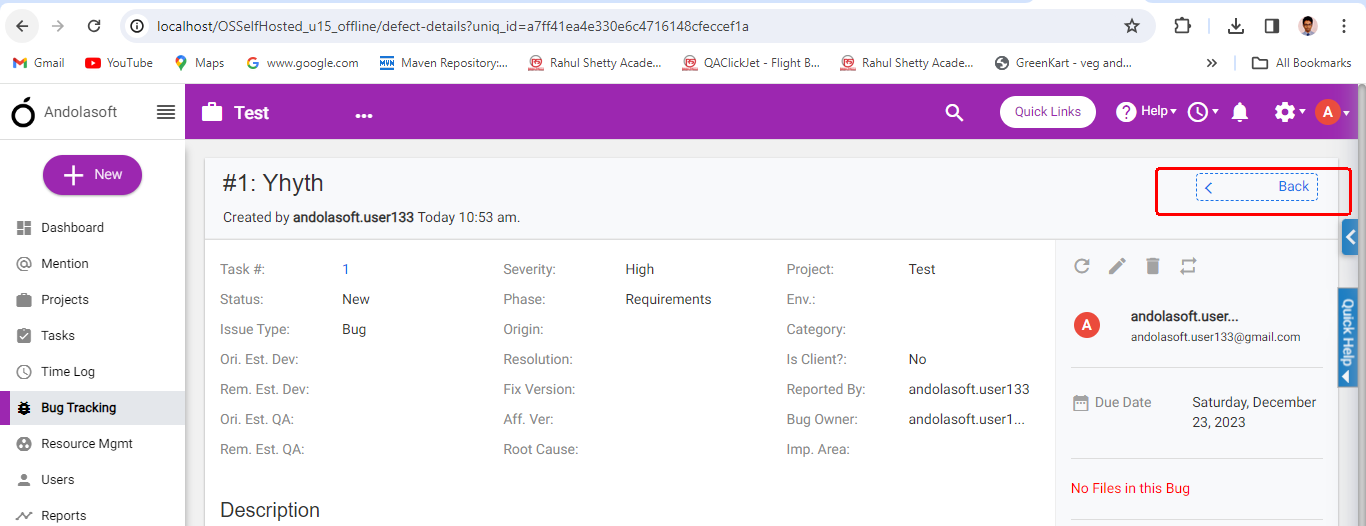 localhost/OSSelfHosted_u15_offline/defect-details?uniq_id=a7ff41ea4e330e6c4716148cfeccef1a
Gmail YouTube Maps www.google.com Maven Repository:... Rahul Shetty Acade... QAClickJet - Flight B... Rahul Shetty Acade... GreenKart - veg and... » All Bookmarks
Andolasoft Test ... Quick Links Help A
New
Dashboard
Mention
Projects
Tasks
Time Log
Bug Tracking
Resource Mgmt
Users
Reports
#1: Yhyth
Back
Created by andolasoft.user133 Today 10:53 am.
Task #: 1 Severity: High Project: Test
Status: New Phase: Requirements Env.:
Issue Type: Bug Origin: Category:
Ori. Est. Dev: Resolution: Is Client?: No
Rem. Est. Dev: Fix Version: Reported By: andolasoft.user133
Ori. Est. QA: Aff. Ver: Bug Owner: andolasoft.user1...
Rem. Est. QA: Root Cause: Imp. Area:
Description
A andolasoft.user...
andolasoft.user133@gmail.com
Due Date Saturday, December
23, 2023
No Files in this Bug
Quick Help